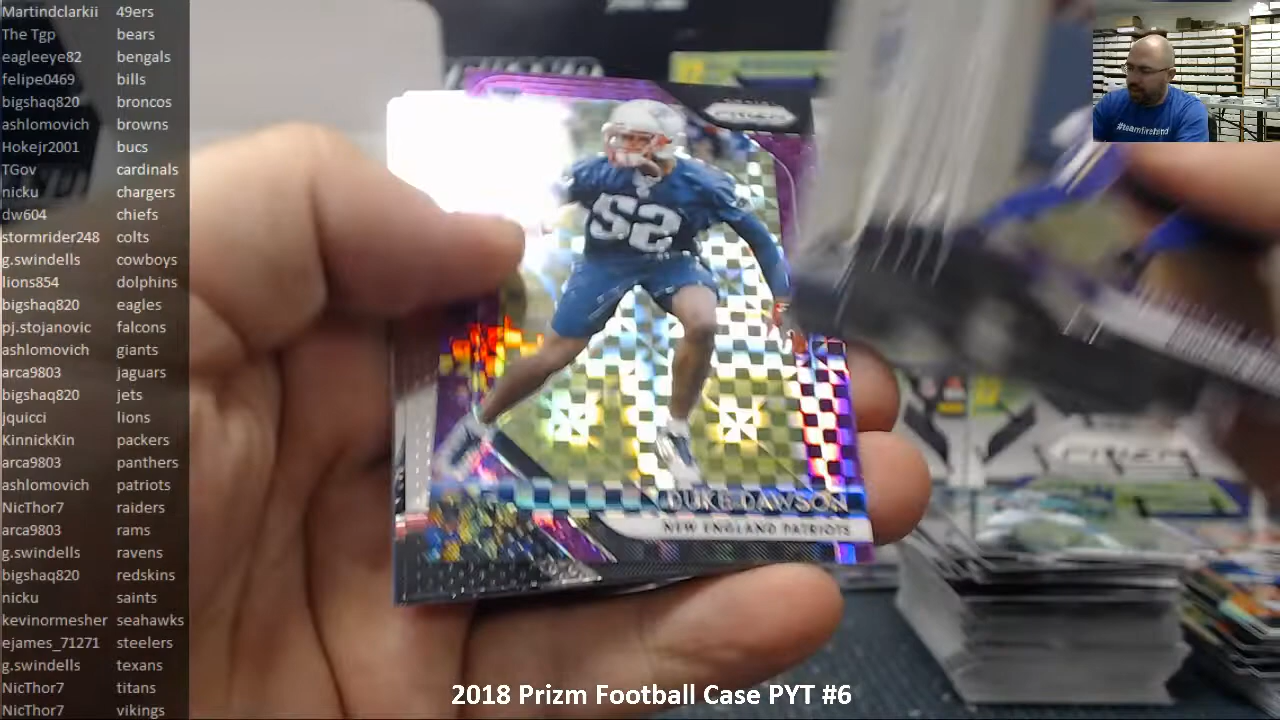 Martindclarkii 49ers
The Tgp bears
eagleeye82 bengals
felipe0469 bills
bigshaq820 broncos
ashlomovich browns
Hokejr2001 bucs
TGov cardinals
nicku chargers
dw604 chiefs
stormrider248 colts
g.swindells cowboys
lions854 dolphins
bigshaq820 eagles
pj.stojanovic falcons
ashlomovich giants
arca9803 jaguars
bigshaq820 jets
jquicci lions
KinnickKin packers
arca9803 panthers
ashlomovich patriots
NicThor7 raiders
arca9803 rams
g.swindells ravens
bigshaq820 redskins
nicku saints
kevinormesher seahawks
ejames_71271 steelers
g.swindells texans
NicThor7 titans
NicThor7 vikings
#teamfirsthand
PRIZM
52
DUKE DAWSON
NEW ENGLAND PATRIOTS
PRIZM
2018 Prizm Football Case PYT #6